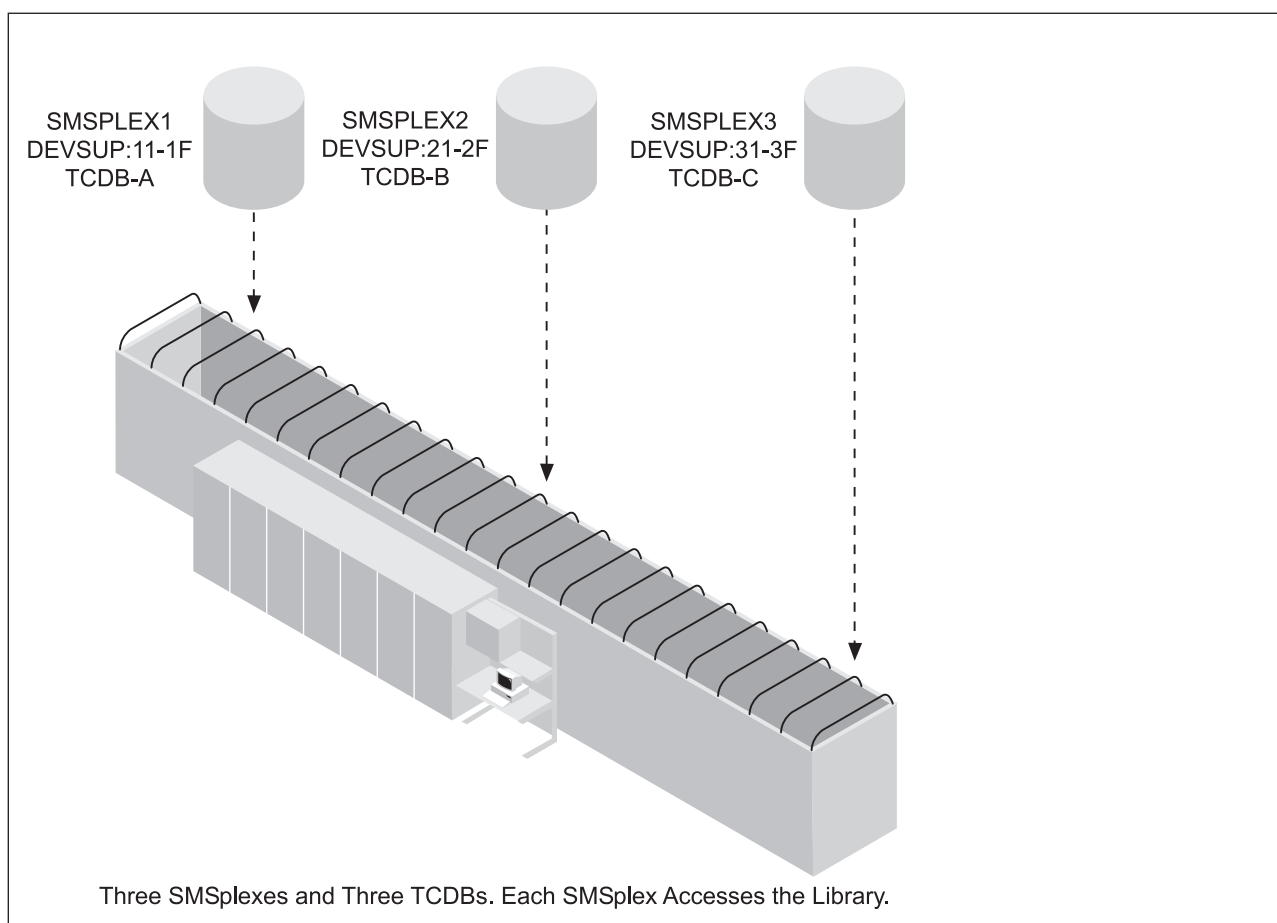 SMSPLEX1
DEVSUP:11-1F
TCDB-A
SMSPLEX2
DEVSUP:21-2F
TCDB-B
SMSPLEX3
DEVSUP:31-3F
TCDB-C
Three SMSplexes and Three TCDBs. Each SMSplex Accesses the Library.